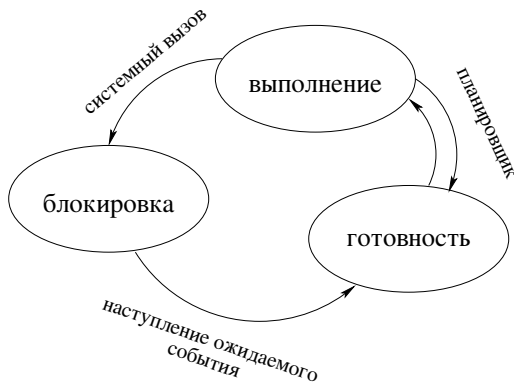 системный вызов
выполнение
планировщик
блокировка
готовность
наступление ожидаемого
события